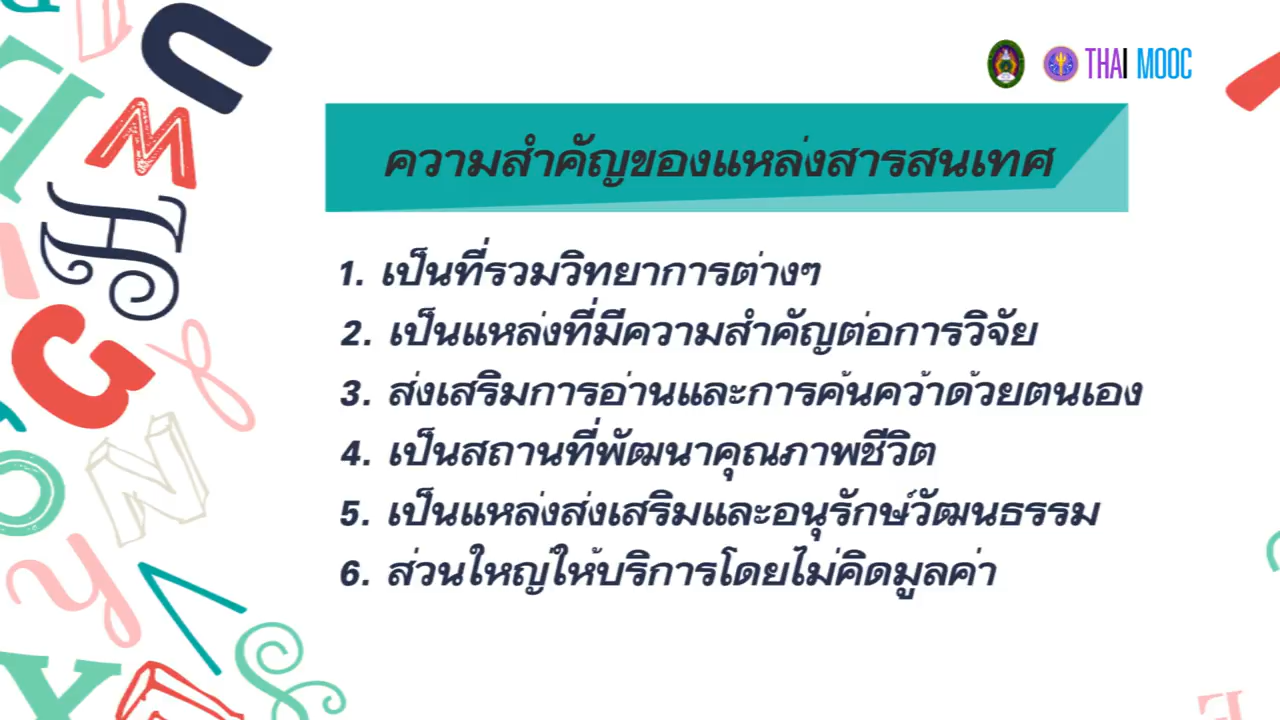 THAI MOOC
ความสำคัญของแหล่งสารสนเทศ
1. เป็นที่รวมวิทยาการต่างๆ
2. เป็นแหล่งที่มีความสำคัญต่อการวิจัย
3. ส่งเสริมการอ่านและการค้นคว้าด้วยตนเอง
4. เป็นสถานที่พัฒนาคุณภาพชีวิต
5. เป็นแหล่งส่งเสริมและอนุรักษ์วัฒนธรรม
6. ส่วนใหญ่ให้บริการโดยไม่คิดมูลค่า